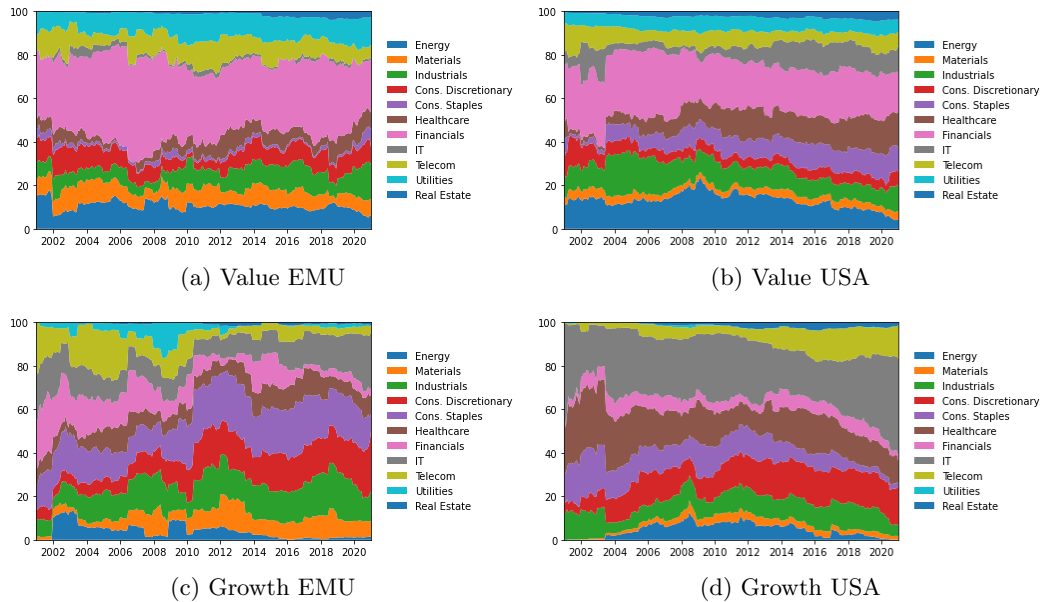 100
80
60
40
20
0
2002 2004 2006 2008 2010 2012 2014 2016 2018 2020
Energy
Materials
Industrials
Cons. Discretionary
Cons. Staples
Healthcare
Financials
IT
Telecom
Utilities
Real Estate
(a) Value EMU
100
80
60
40
20
0
2002 2004 2006 2008 2010 2012 2014 2016 2018 2020
Energy
Materials
Industrials
Cons. Discretionary
Cons. Staples
Healthcare
Financials
IT
Telecom
Utilities
Real Estate
(b) Value USA
100
80
60
40
20
0
2002 2004 2006 2008 2010 2012 2014 2016 2018 2020
Energy
Materials
Industrials
Cons. Discretionary
Cons. Staples
Healthcare
Financials
IT
Telecom
Utilities
Real Estate
(c) Growth EMU
100
80
60
40
20
0
2002 2004 2006 2008 2010 2012 2014 2016 2018 2020
Energy
Materials
Industrials
Cons. Discretionary
Cons. Staples
Healthcare
Financials
IT
Telecom
Utilities
Real Estate
(d) Growth USA